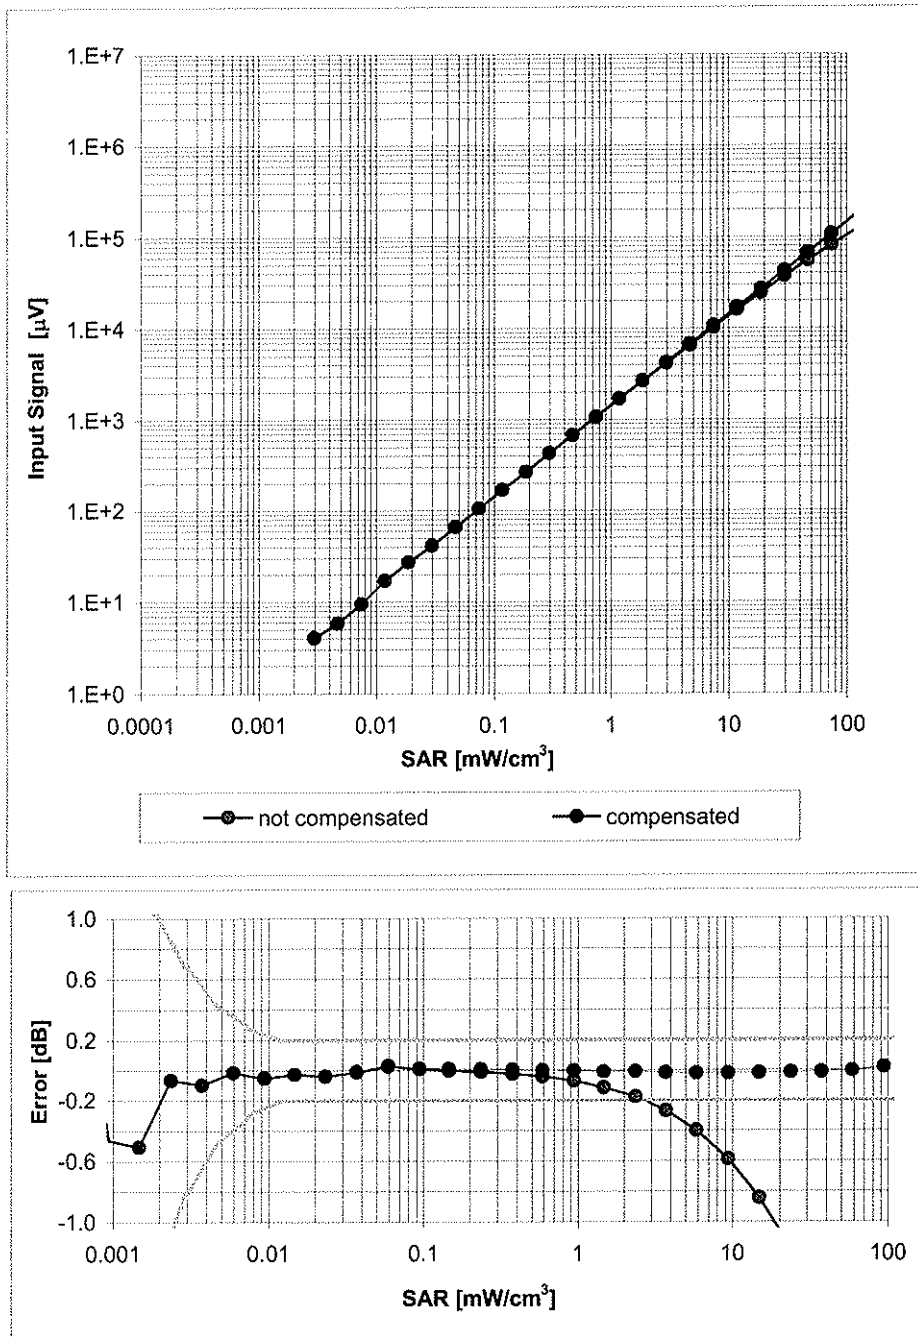 1.E+7
1.E+6
1.E+5
1.E+4
1.E+3
1.E+2
1.E+1
1.E+0
Input Signal [µV]
0.0001 0.001 0.01 0.1 1 10 100
SAR [mW/cm³]
not compensated compensated
1.0
0.6
0.2
-0.2
-0.6
-1.0
Error [dB]
0.001 0.01 0.1 1 10 100
SAR [mW/cm³]